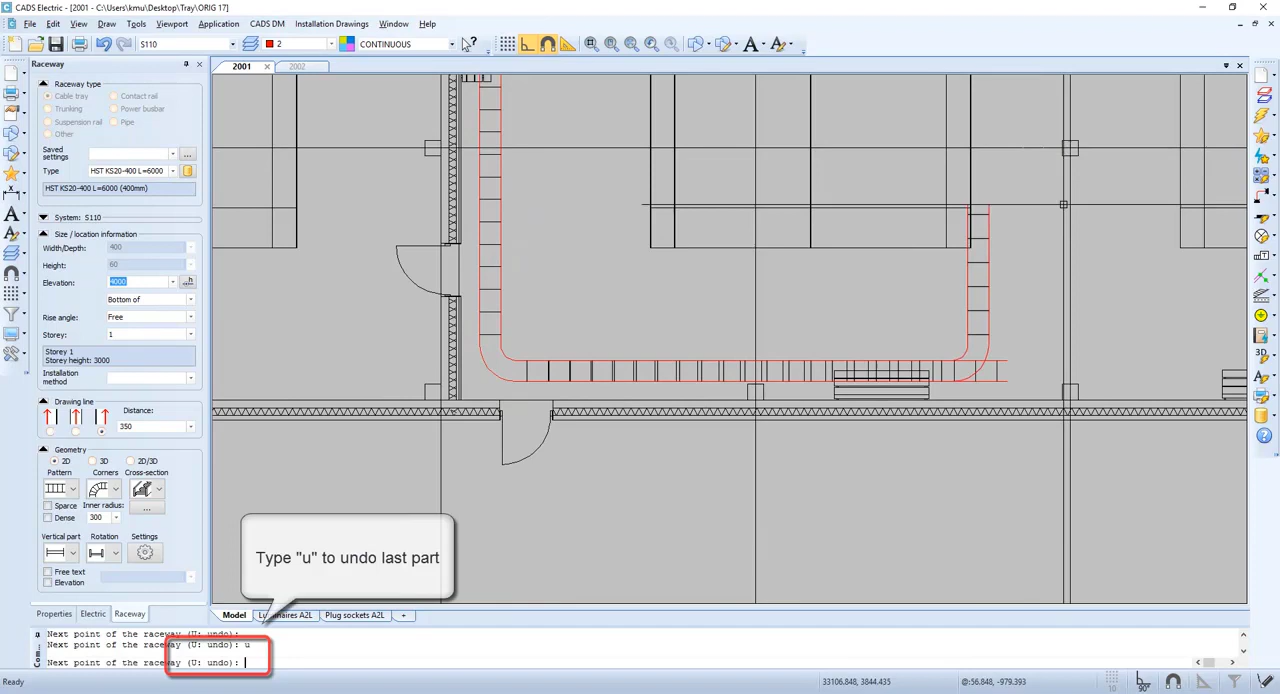 CADS Electric - [2001 - C:\Users\kmu\Desktop\Tray\ORIG 17]
File Edit View Draw Tools Viewport Application CADS DM Installation Drawings Window Help
S110 2 CONTINUOUS
Raceway
2001 2002
Raceway type
Cable tray Contact rail
Trunking Power busbar
Suspension rail Pipe
Other
Saved settings
Type HST KS20-400 L=6000
HST KS20-400 L=6000 (400mm)
System: S110
Size / location information
Width/Depth: 400
Height: 60
Elevation: 4000
Bottom of
Rise angle: Free
Storey: 1
Storey 1
Storey height: 3000
Installation method
Drawing line
Distance:
350
Geometry
2D 3D 2D/3D
Pattern Corners Cross-section
Sparce Inner radius:
Dense 300
Vertical part Rotation Settings
Free text
Elevation
Type "u" to undo last part
Properties Electric Raceway
Model Luminaires A2L Plug sockets A2L +
Com...
Next point of the raceway (U: undo):
Next point of the raceway (U: undo): u
Next point of the raceway (U: undo):
Ready 33106.848, 3844.435 @:56.848, -979.393 10 90°